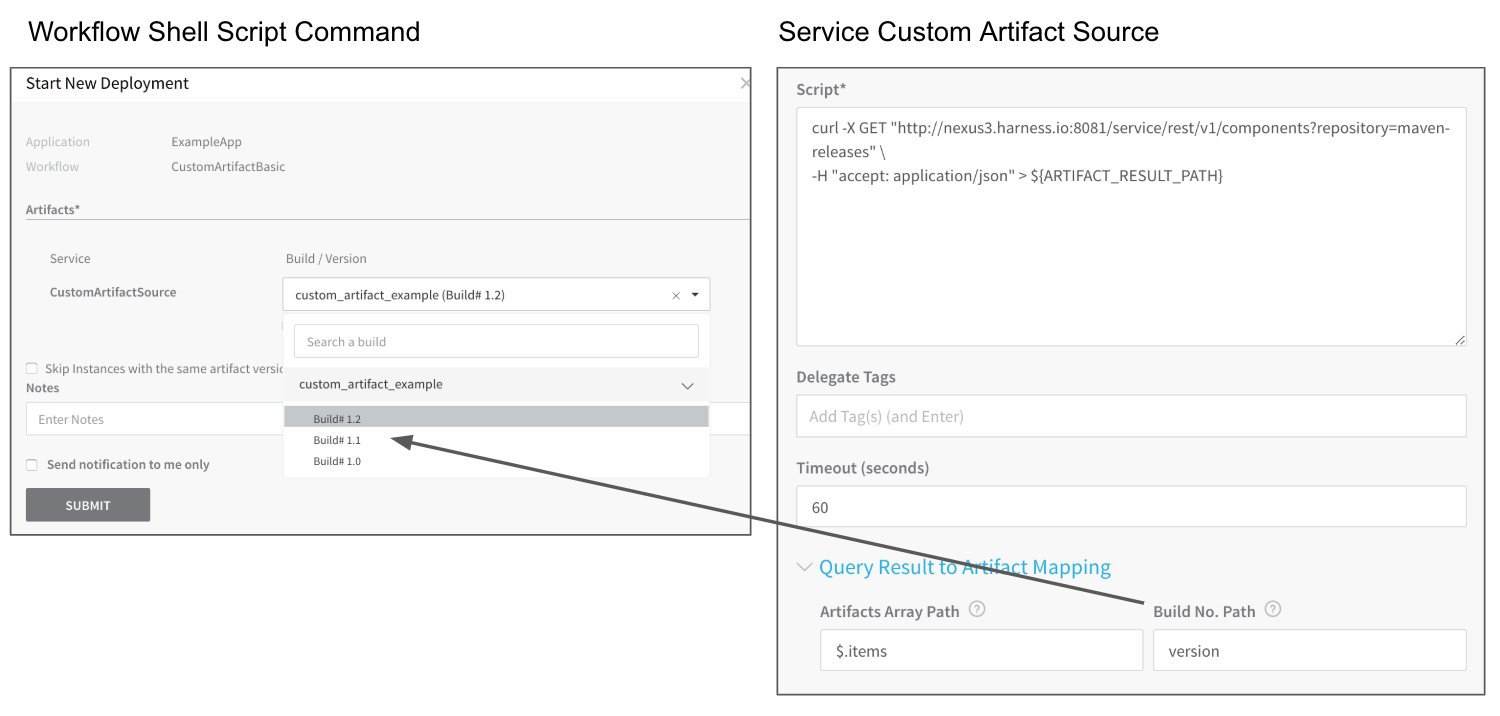 Workflow Shell Script Command
Start New Deployment
Application
ExampleApp
Workflow
CustomArtifactBasic
Artifacts*
Service
Build / Version
CustomArtifactSource
custom_artifact_example (Build# 1.2)
Search a build
custom_artifact_example
Build# 1.2
Build# 1.1
Build# 1.0
Skip Instances with the same artifact versic
Notes
Enter Notes
Send notification to me only
SUBMIT
Service Custom Artifact Source
Script*
curl -X GET "http://nexus3.harness.io:8081/service/rest/v1/components?repository=maven-
releases" \
-H "accept: application/json" > ${ARTIFACT_RESULT_PATH}
Delegate Tags
Add Tag(s) (and Enter)
Timeout (seconds)
60
Query Result to Artifact Mapping
Artifacts Array Path ?
Build No. Path ?
$.items
version